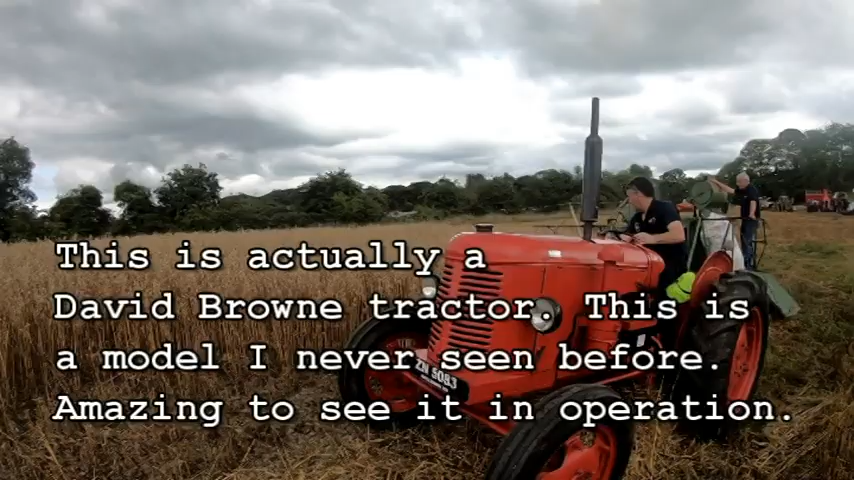 This is actually a
David Browne tractor. This is
a model I never seen before.
Amazing to see it in operation.
ZN 5083